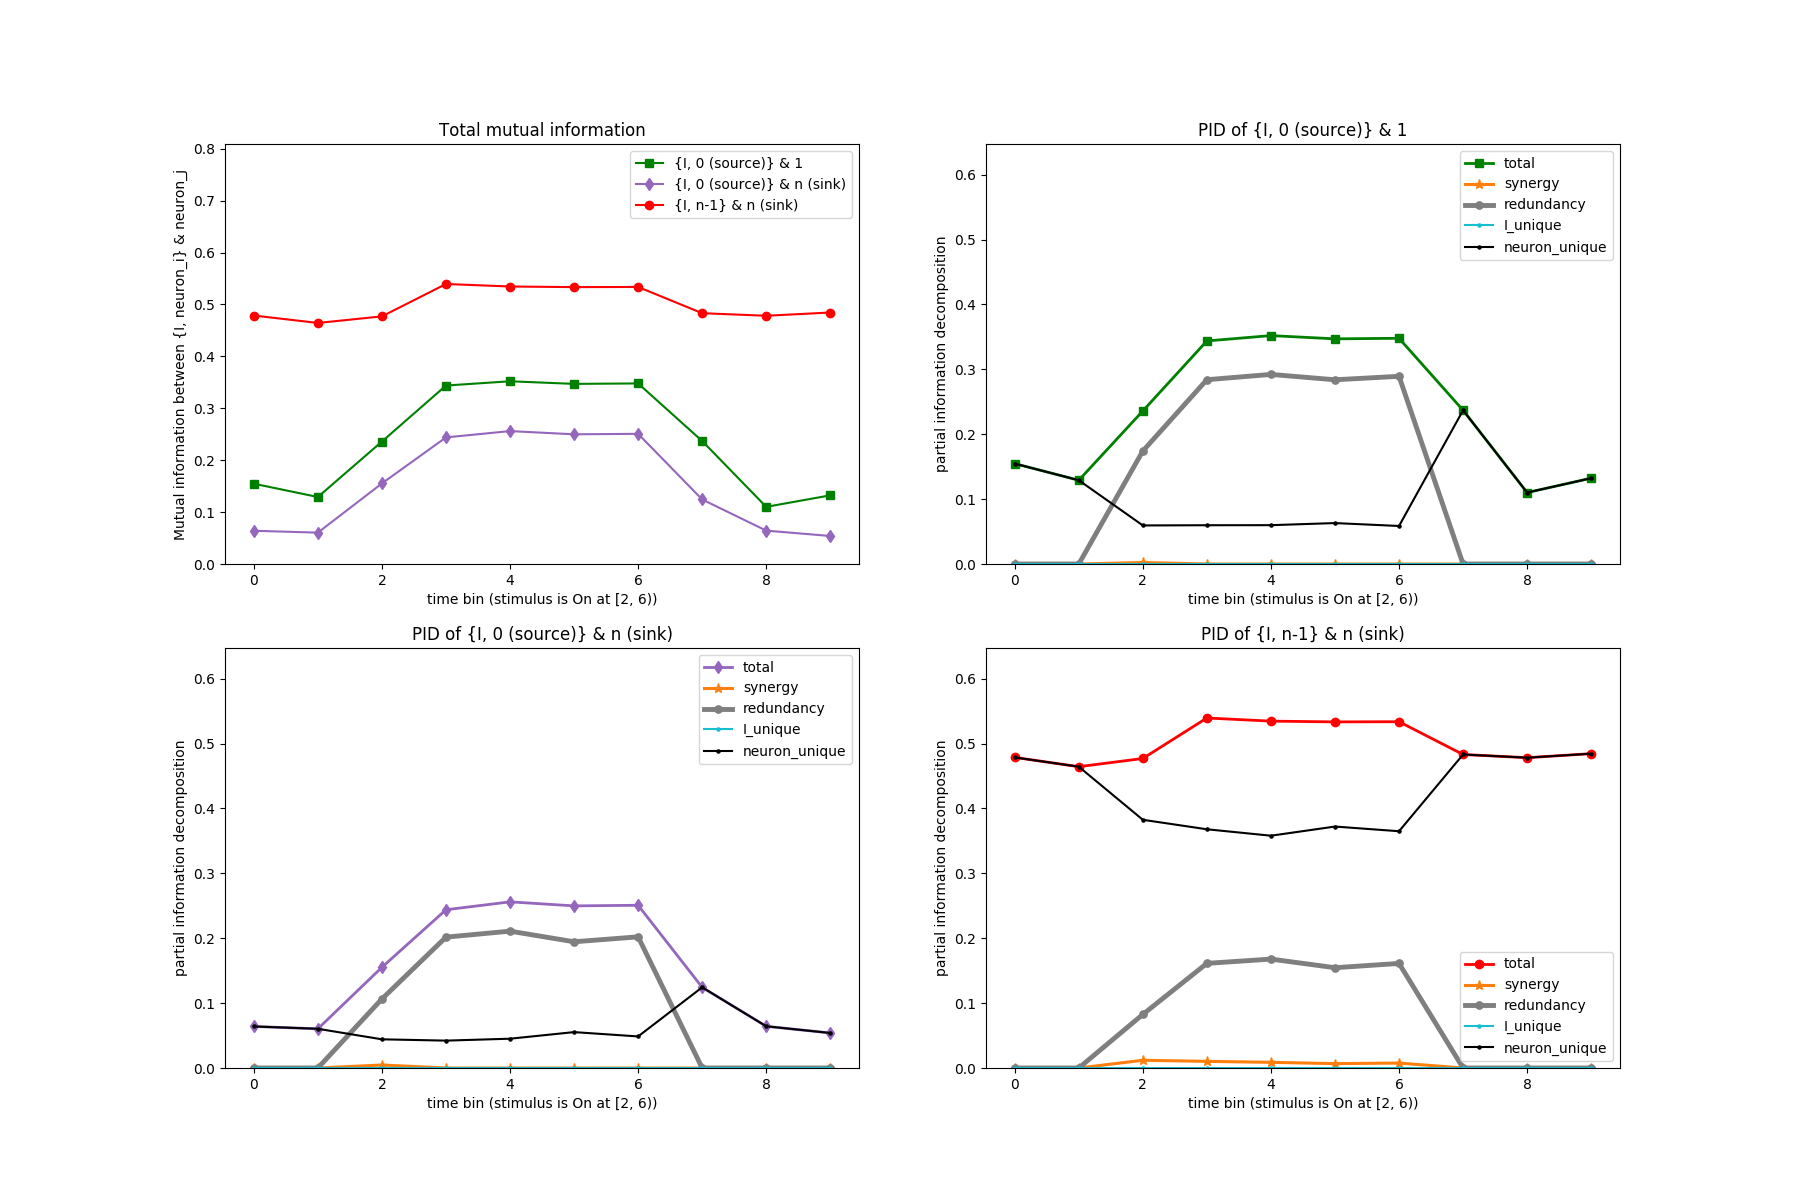 Total mutual information
Mutual information between {I, neuron_i} & neuron_j
0.8
0.7
0.6
0.5
0.4
0.3
0.2
0.1
0.0
{I, 0 (source)} & 1
{I, 0 (source)} & n (sink)
{I, n-1} & n (sink)
0 2 4 6 8
time bin (stimulus is On at [2, 6))
PID of {I, 0 (source)} & 1
partial information decomposition
0.6
0.5
0.4
0.3
0.2
0.1
0.0
total
synergy
redundancy
I_unique
neuron_unique
0 2 4 6 8
time bin (stimulus is On at [2, 6))
PID of {I, 0 (source)} & n (sink)
partial information decomposition
0.6
0.5
0.4
0.3
0.2
0.1
0.0
total
synergy
redundancy
I_unique
neuron_unique
0 2 4 6 8
time bin (stimulus is On at [2, 6))
PID of {I, n-1} & n (sink)
partial information decomposition
0.6
0.5
0.4
0.3
0.2
0.1
0.0
total
synergy
redundancy
I_unique
neuron_unique
0 2 4 6 8
time bin (stimulus is On at [2, 6))